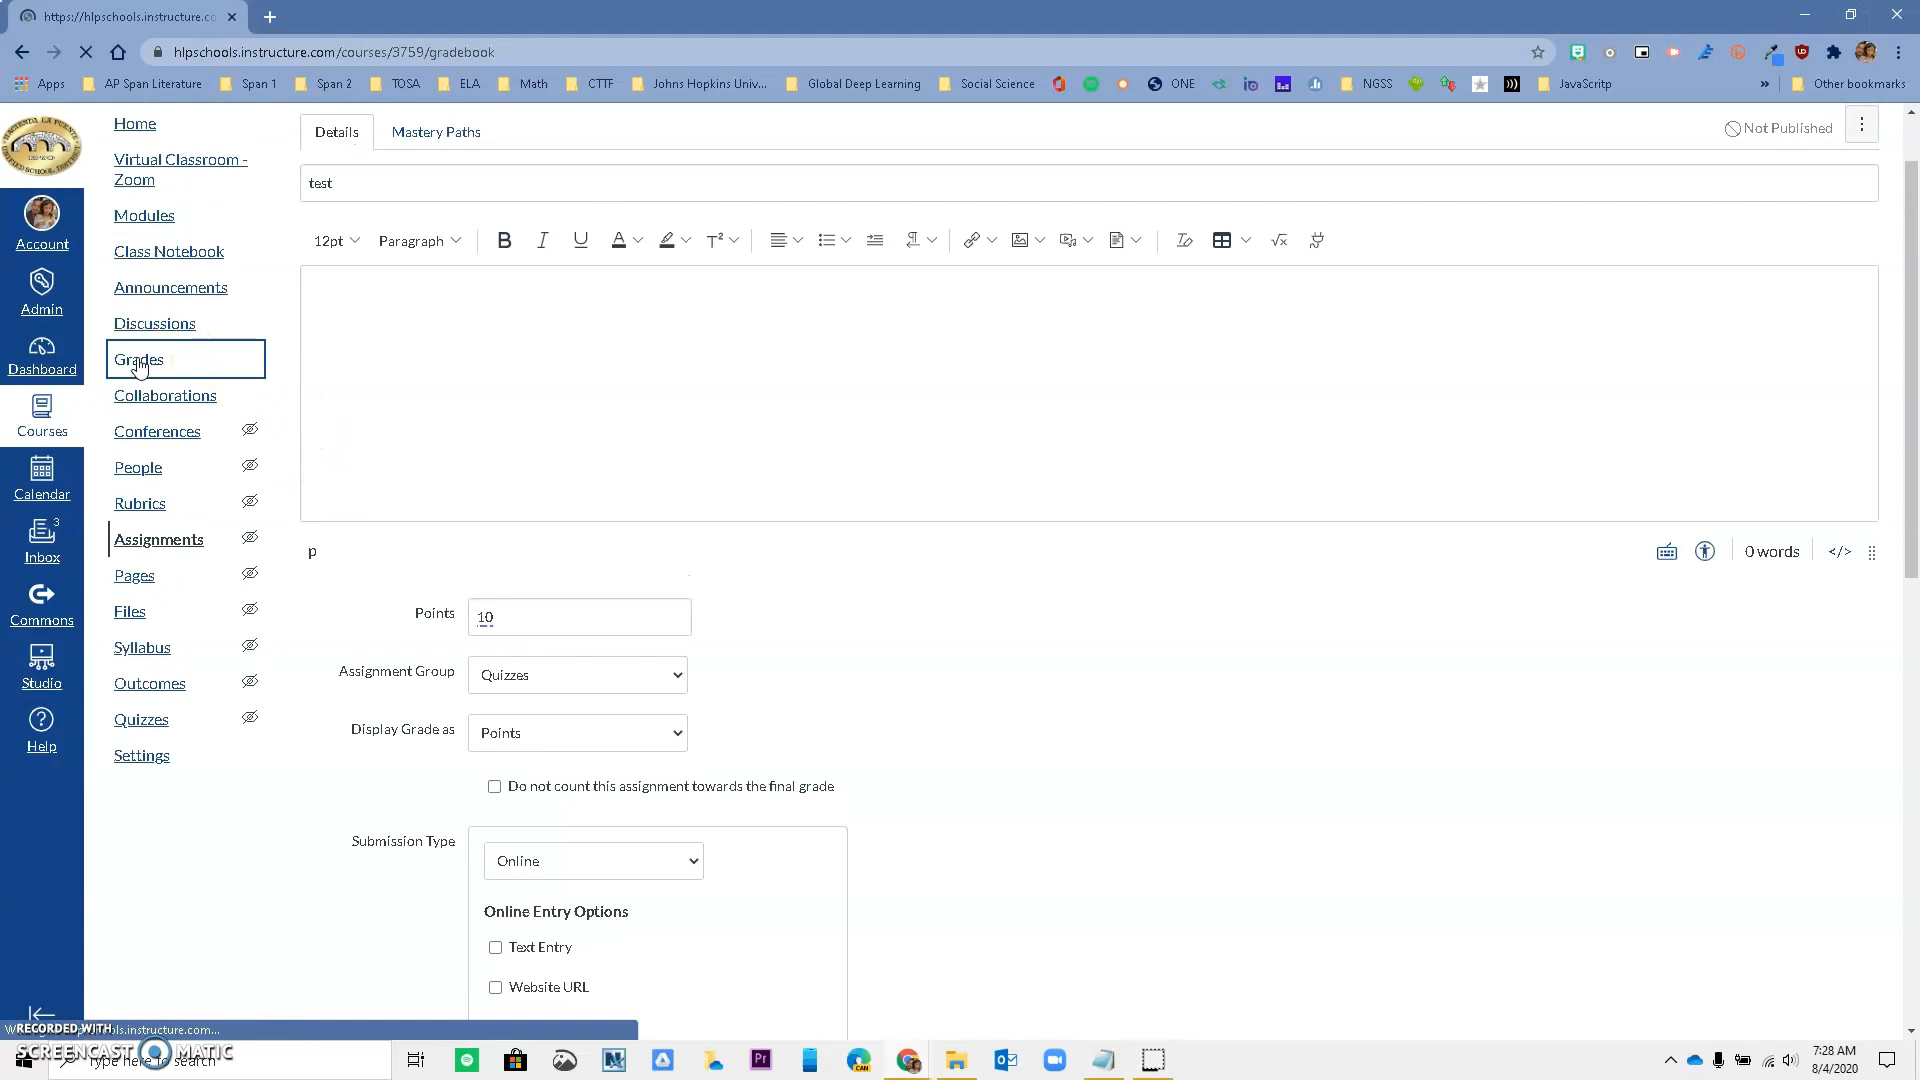 https://hlpschools.instructure.co
hlpschools.instructure.com/courses/3759/gradebook
Apps AP Span Literature Span 1 Span 2 TOSA ELA Math CTTF Johns Hopkins Univ... Global Deep Learning Social Science ONE NGSS JavaScritp » Other bookmarks
Home
Virtual Classroom -
Zoom
Modules
Class Notebook
Announcements
Discussions
Grades
Collaborations
Conferences
People
Rubrics
Assignments
Pages
Files
Syllabus
Outcomes
Quizzes
Settings
Account
Admin
Dashboard
Courses
Calendar
3
Inbox
Commons
Studio
Help
Details Mastery Paths Not Published
test
12pt Paragraph
p 0 words </>
Points 10
Assignment Group Quizzes
Display Grade as Points
Do not count this assignment towards the final grade
Submission Type Online
Online Entry Options
Text Entry
Website URL
RECORDED WITH
SCREENCAST MATIC
Type here to search
7:28 AM
8/4/2020